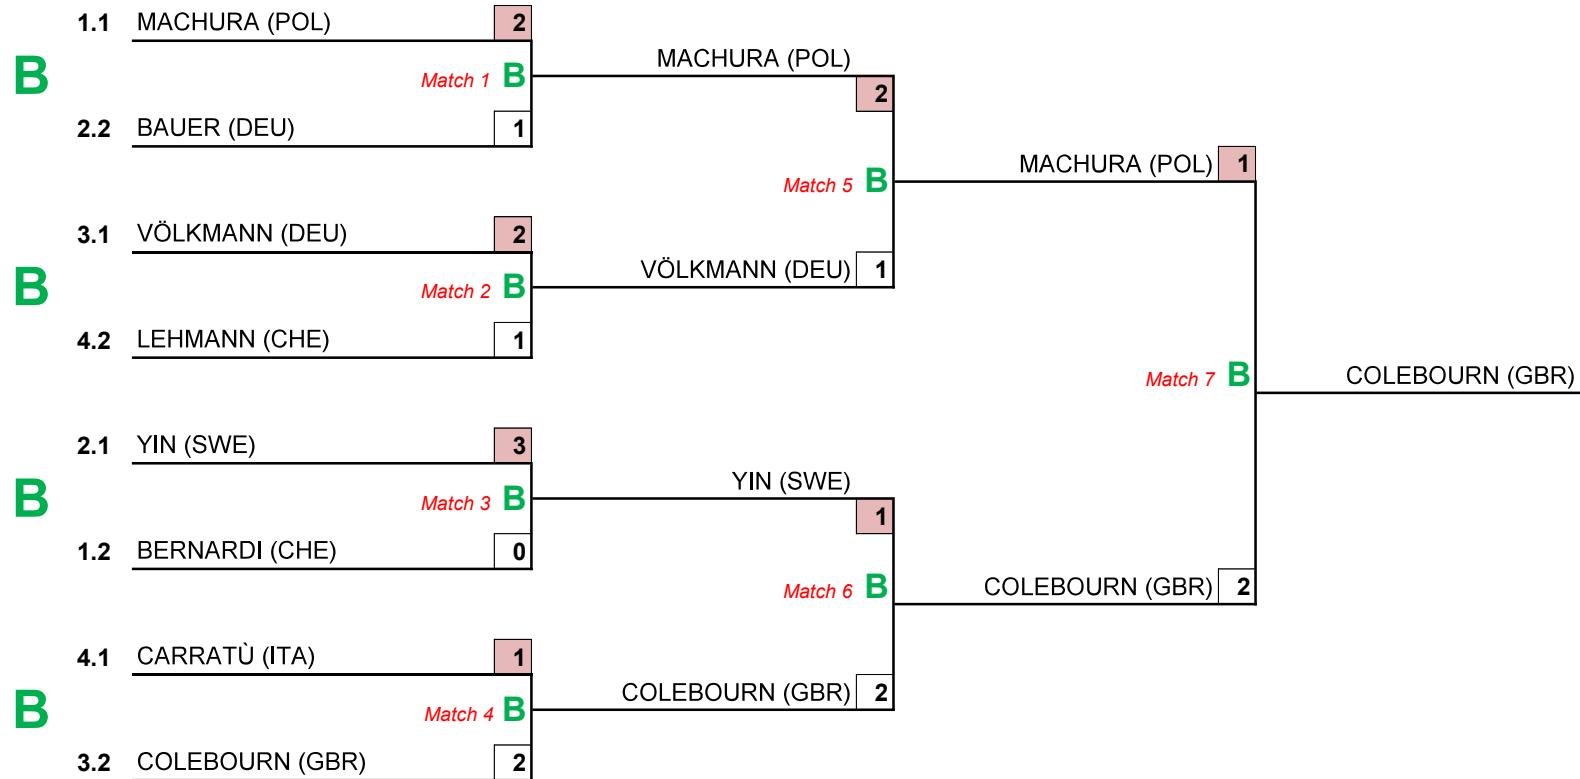 1.1 MACHURA (POL) 2
MACHURA (POL)
B Match 1 B
2
2.2 BAUER (DEU) 1
MACHURA (POL) 1
Match 5 B
3.1 VÖLKMANN (DEU) 2
VÖLKMANN (DEU) 1
B Match 2 B
4.2 LEHMANN (CHE) 1
Match 7 B
COLEBOURN (GBR)
2.1 YIN (SWE) 3
YIN (SWE)
B Match 3 B
1
1.2 BERNARDI (CHE) 0
COLEBOURN (GBR) 2
Match 6 B
4.1 CARRATÙ (ITA) 1
COLEBOURN (GBR) 2
B Match 4 B
3.2 COLEBOURN (GBR) 2